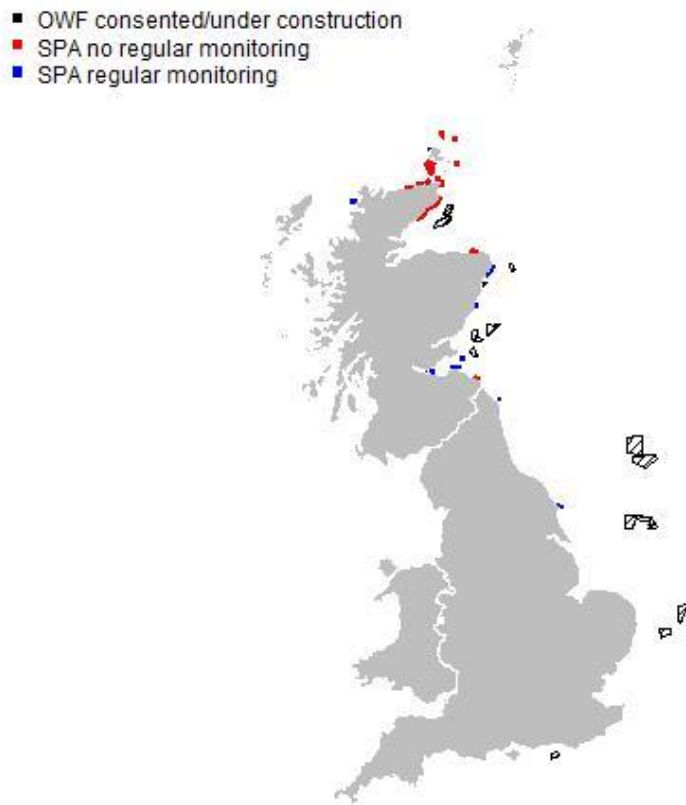 OWF consented/under construction
SPA no regular monitoring
SPA regular monitoring